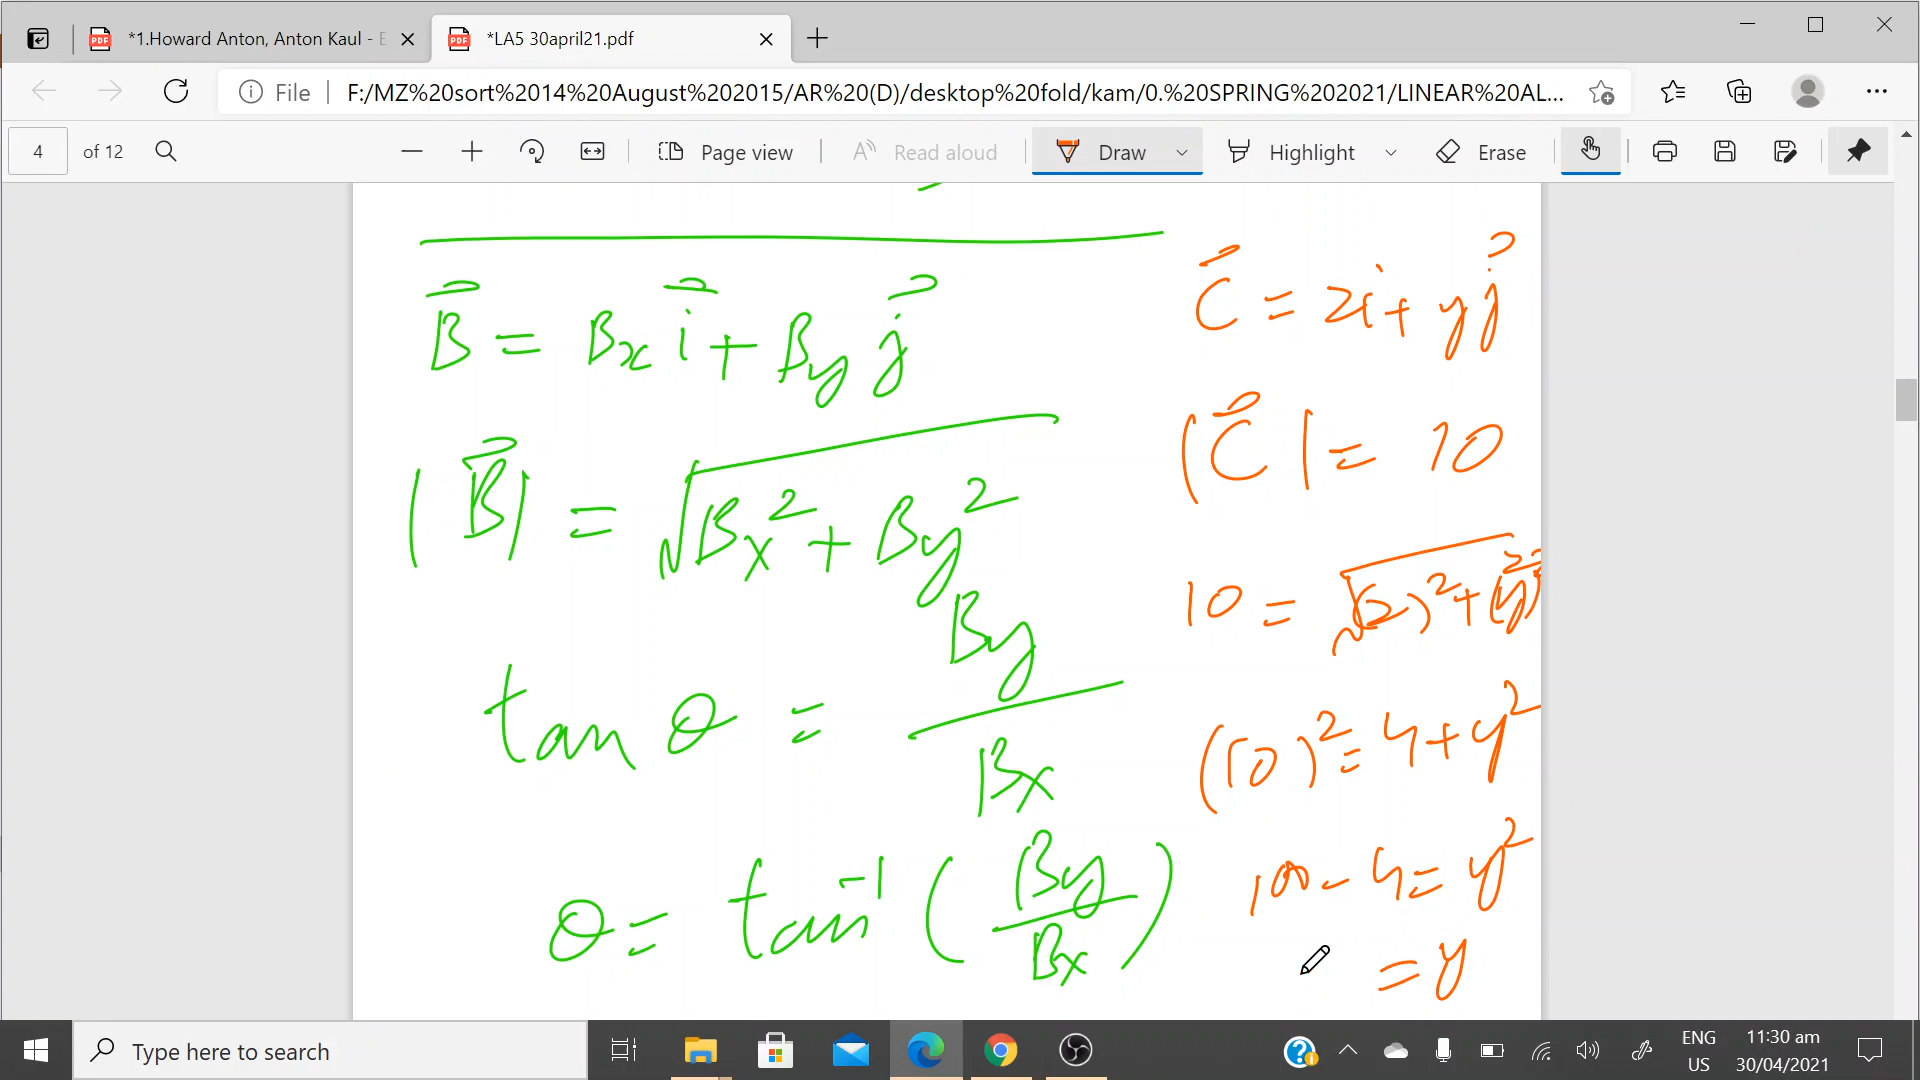 *1.Howard Anton, Anton Kaul - E
*LA5 30april21.pdf
File
F:/MZ%20sort%2014%20August%202015/AR%20(D)/desktop%20fold/kam/0.%20SPRING%202021/LINEAR%20AL...
4 of 12
Page view
Read aloud
Draw
Highlight
Erase
B = Bx i + By j
|B| = √Bx² + By²
tan θ = By / Bx
θ = tan⁻¹ (By / Bx)
C = 2i + y j
|C| = 10
10 = √(2)² + (y)²
(10)² = 4 + y²
100 - 4 = y²
= y
Type here to search
ENG
US
11:30 am
30/04/2021